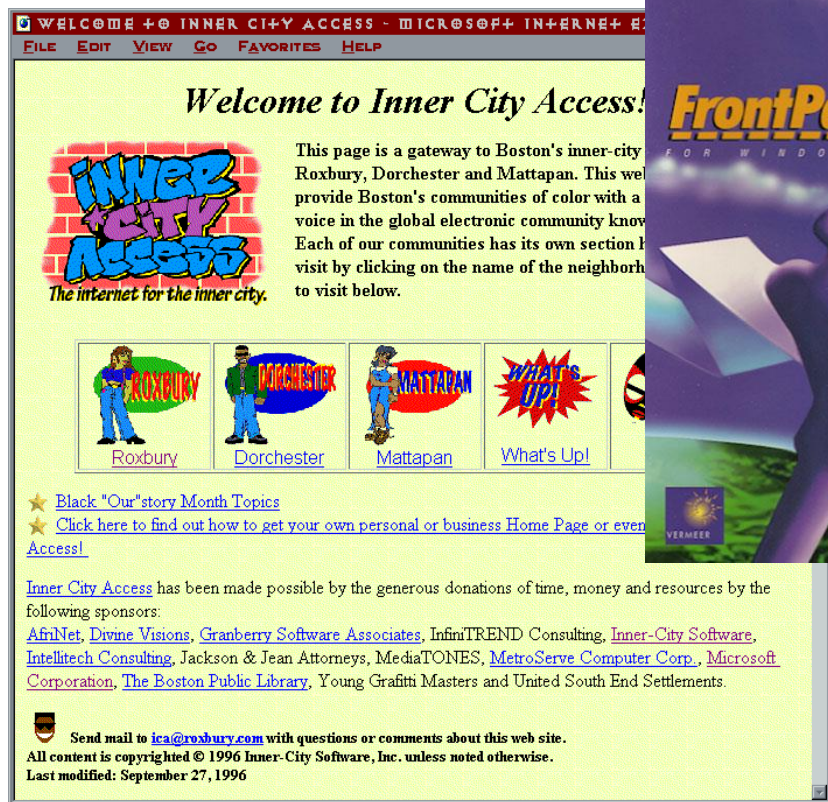 WELCOME TO INNER CITY ACCESS - MICROSOFT INTERNET
FILE EDIT VIEW GO FAVORITES HELP
Welcome to Inner City Access!
INNER
CITY
ACCESS
The internet for the inner city.
This page is a gateway to Boston's inner-city
Roxbury, Dorchester and Mattapan. This
provide Boston's communities of color with a
voice in the global electronic community
Each of our communities has its own section
visit by clicking on the name of the
to visit below.
FOR WINDO
VERMEER
ROXBURY
DORCHESTER
MATTAPAN
WHAT'S
UP!
Roxbury
Dorchester
Mattapan
What's Up!
Black "Our"story Month Topics
Click here to find out how to get your own personal or business Home Page or even
Access!
Inner City Access has been made possible by the generous donations of time, money and resources by the
following sponsors:
AfriNet, Divine Visions, Granberry Software Associates, InfiniTREND Consulting, Inner-City Software,
Intellitech Consulting, Jackson & Jean Attorneys, MediaTONES, MetroServe Computer Corp., Microsoft
Corporation, The Boston Public Library, Young Grafitti Masters and United South End Settlements.
Send mail to ica@roxbury.com with questions or comments about this web site.
All content is copyrighted © 1996 Inner-City Software, Inc. unless noted otherwise.
Last modified: September 27, 1996